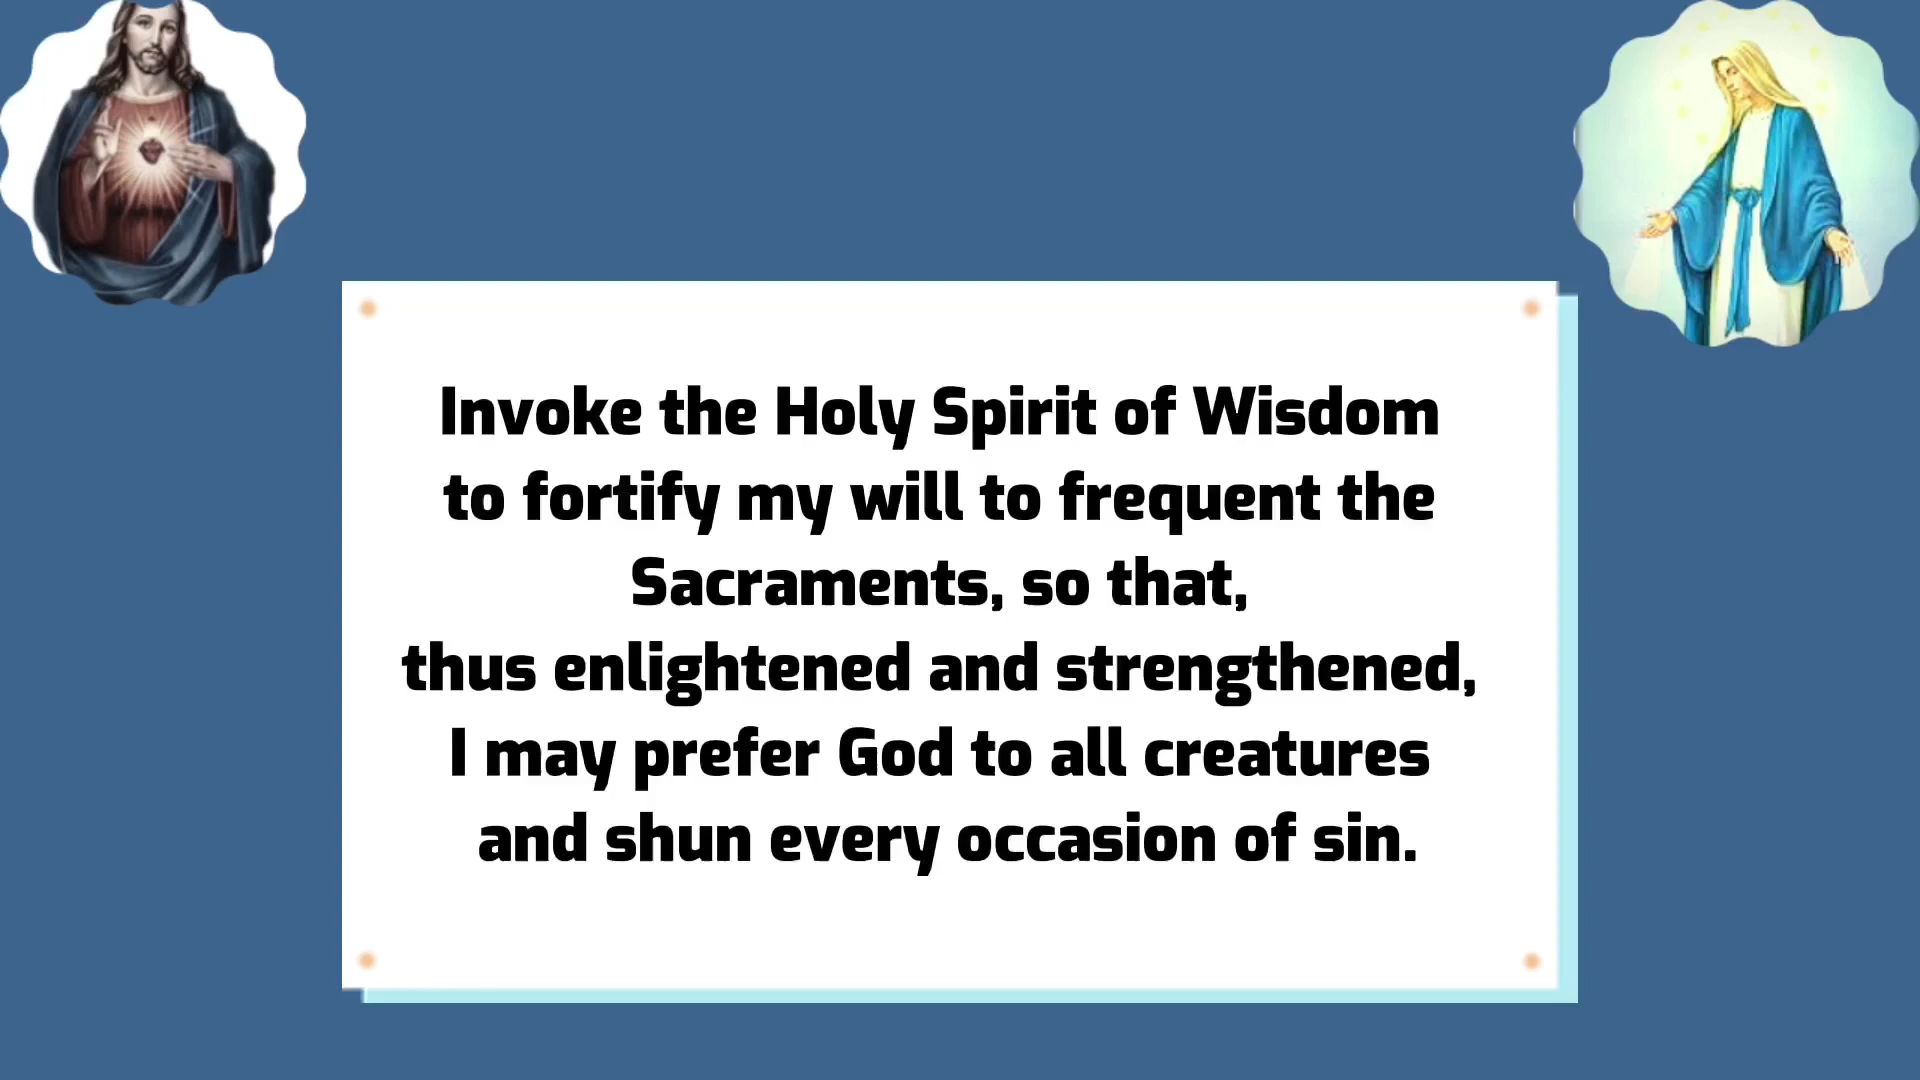 Invoke the Holy Spirit of Wisdom
to fortify my will to frequent the
Sacraments, so that,
thus enlightened and strengthened,
I may prefer God to all creatures
and shun every occasion of sin.